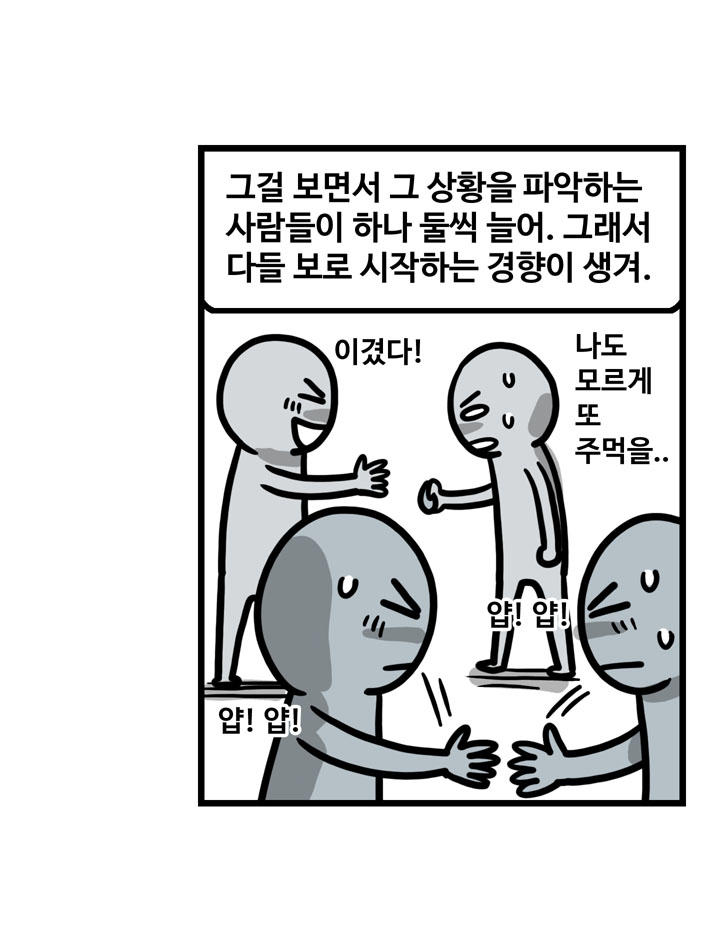 그걸 보면서 그 상황을 파악하는
사람들이 하나 둘씩 늘어. 그래서
다들 보로 시작하는 경향이 생겨.
이겼다!
나도
모르게
또
주먹을..
얍! 얍!
얍! 얍!